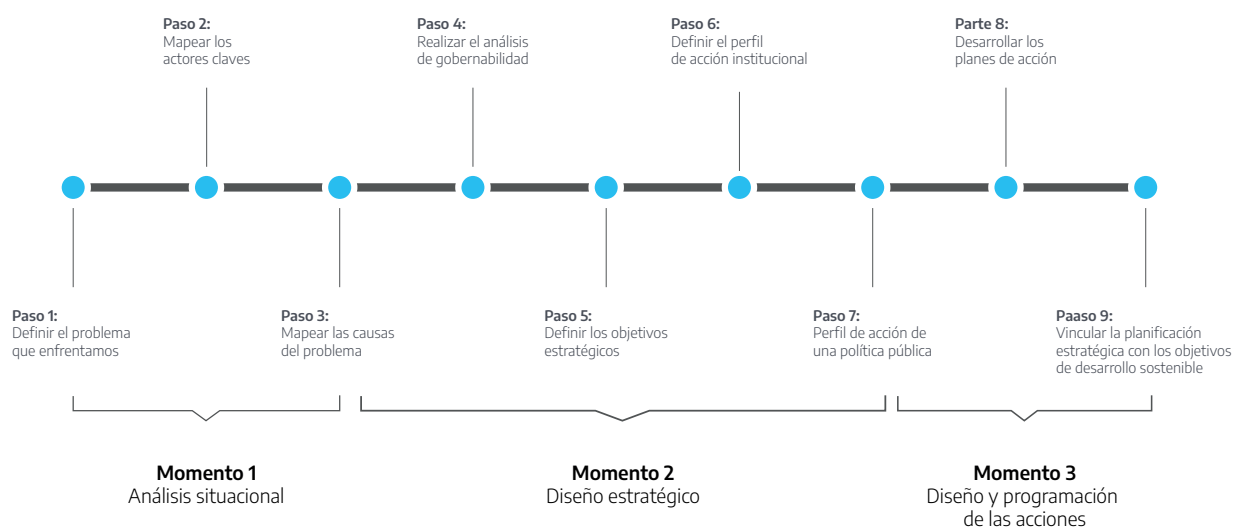 Paso 2:
Mapear los
actores claves
Paso 4:
Realizar el análisis
de gobernabilidad
Paso 6:
Definir el perfil
de acción institucional
Parte 8:
Desarrollar los
planes de acción
Paso 1:
Definir el problema
que enfrentamos
Paso 3:
Mapear las causas
del problema
Paso 5:
Definir los objetivos
estratégicos
Paso 7:
Perfil de acción de
una política pública
Paaso 9:
Vincular la planificación
estratégica con los objetivos
de desarrollo sostenible
Momento 1
Análisis situacional
Momento 2
Diseño estratégico
Momento 3
Diseño y programación
de las acciones